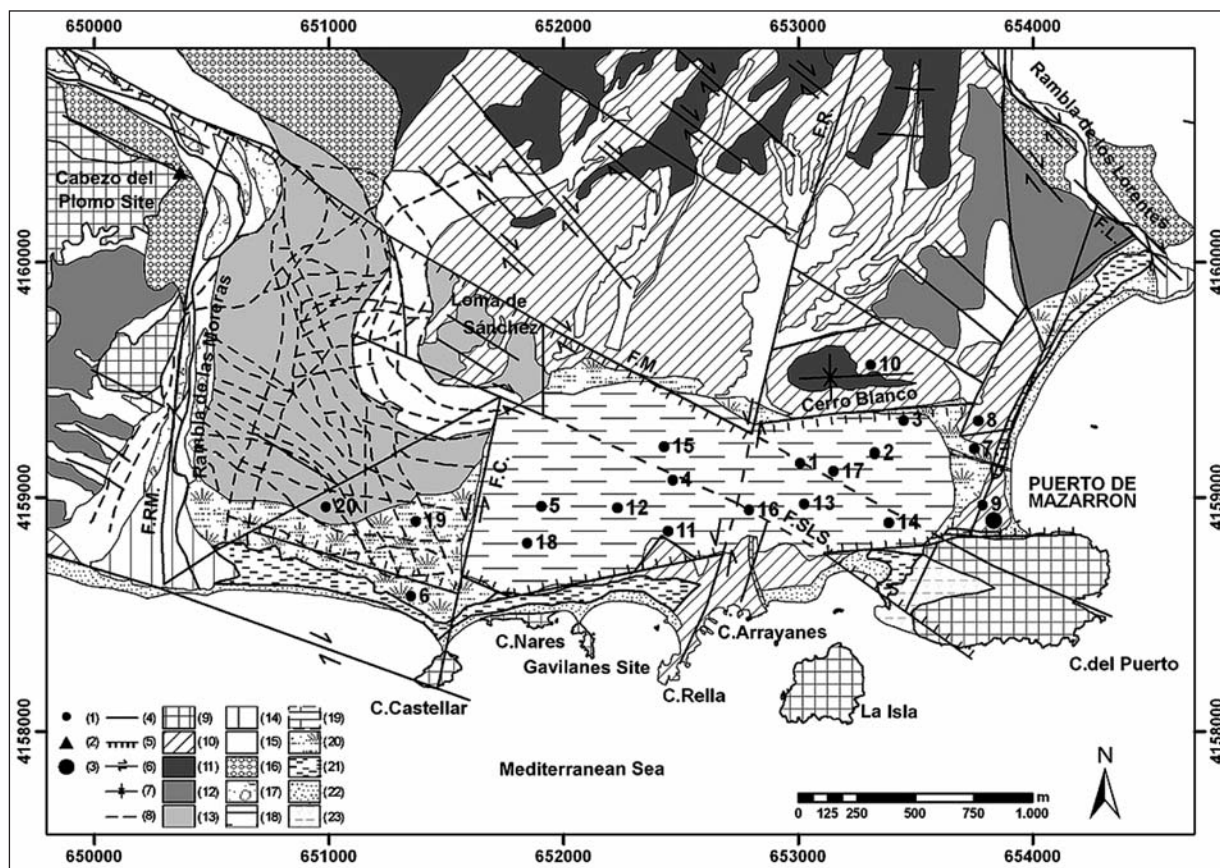 650000 651000 652000 653000 654000
4160000
4159000
4158000
4160000
4159000
4158000
Cabezo del
Plomo Site
Rambla de las Moreras
Loma de
Sánchez
F.R.
Rambla de los Lorentes
F.L.
F.M.
Cerro Blanco
F.C.
F.RM.
F.SLS.
PUERTO DE
MAZARRON
1
2
3
4
5
6
7
8
9
10
11
12
13
14
15
16
17
18
19
20
C.Nares
Gavilanes Site
C.Castellar
C.Arrayanes
C.Rella
La Isla
C.del Puerto
Mediterranean Sea
(1) (4) (9) (14) (19)
(2) (5) (10) (15) (20)
(3) (6) (11) (16) (21)
(7) (12) (17) (22)
(8) (13) (18) (23)
N
0 125 250 500 750 1.000 m
650000 651000 652000 653000 654000